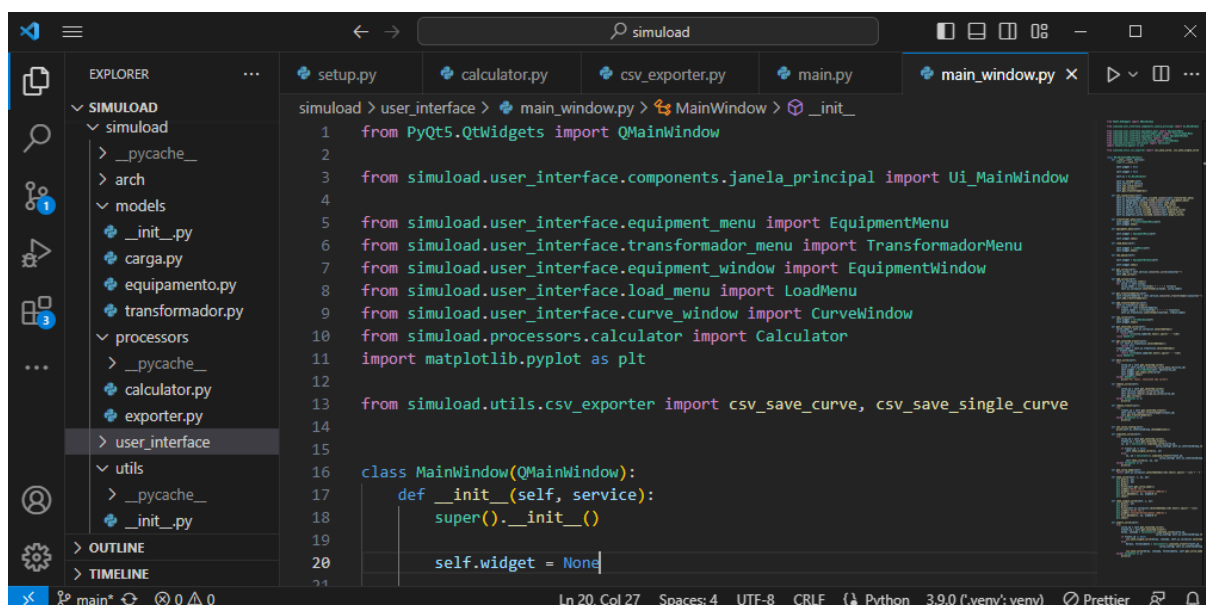 simuload
EXPLORER
setup.py
calculator.py
csv_exporter.py
main.py
main_window.py
SIMULOAD
simuload
__pycache__
arch
models
__init__.py
carga.py
equipamento.py
transformador.py
processors
__pycache__
calculator.py
exporter.py
user_interface
utils
__pycache__
__init__.py
OUTLINE
TIMELINE
simuload > user_interface > main_window.py > MainWindow > __init__
1 from PyQt5.QtWidgets import QMainWindow
2
3 from simuload.user_interface.components.janela_principal import Ui_MainWindow
4
5 from simuload.user_interface.equipment_menu import EquipmentMenu
6 from simuload.user_interface.transformador_menu import TransformadorMenu
7 from simuload.user_interface.equipment_window import EquipmentWindow
8 from simuload.user_interface.load_menu import LoadMenu
9 from simuload.user_interface.curve_window import CurveWindow
10 from simuload.processors.calculator import Calculator
11 import matplotlib.pyplot as plt
12
13 from simuload.utils.csv_exporter import csv_save_curve, csv_save_single_curve
14
15
16 class MainWindow(QMainWindow):
17 def __init__(self, service):
18 super().__init__()
19
20 self.widget = None
21
1
3
main* 0 0 Ln 20, Col 27 Spaces: 4 UTF-8 CRLF Python 3.9.0 ('.venv': venv) Prettier